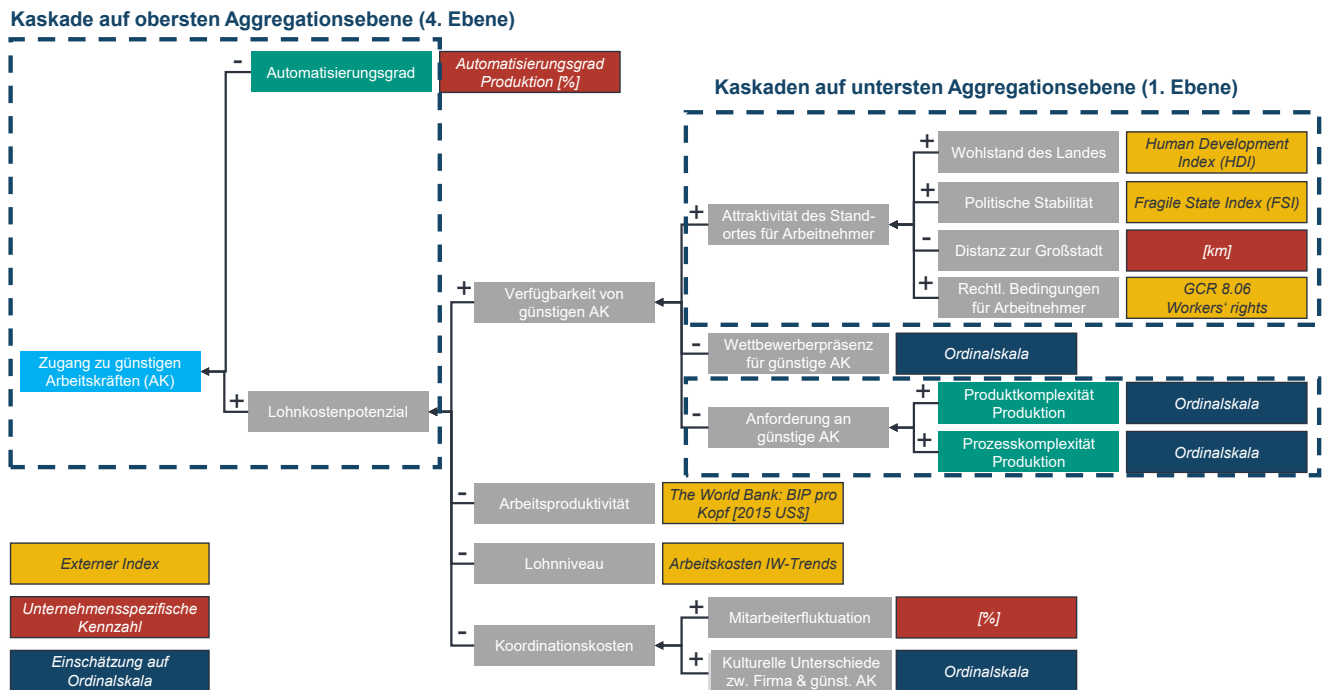 Kaskade auf obersten Aggregationsebene (4. Ebene)
-
Automatisierungsgrad
Automatisierungsgrad
Produktion [%]
Kaskaden auf untersten Aggregationsebene (1. Ebene)
+
Wohlstand des Landes
Human Development
Index (HDI)
+
Politische Stabilität
Fragile State Index (FSI)
+
Attraktivität des Stand-
ortes für Arbeitnehmer
-
Distanz zur Großstadt
[km]
+
Rechtl. Bedingungen
für Arbeitnehmer
GCR 8.06
Workers‘ rights
+
Verfügbarkeit von
günstigen AK
-
Wettbewerberpräsenz
für günstige AK
Ordinalskala
Zugang zu günstigen
Arbeitskräften (AK)
+
Lohnkostenpotenzial
-
Anforderung an
günstige AK
+
Produktkomplexität
Produktion
Ordinalskala
+
Prozesskomplexität
Produktion
Ordinalskala
-
Arbeitsproduktivität
The World Bank: BIP pro
Kopf [2015 US$]
-
Lohnniveau
Arbeitskosten IW-Trends
-
Koordinationskosten
+
Mitarbeiterfluktuation
[%]
+
Kulturelle Unterschiede
zw. Firma & günst. AK
Ordinalskala
Externer Index
Unternehmensspezifische
Kennzahl
Einschätzung auf
Ordinalskala